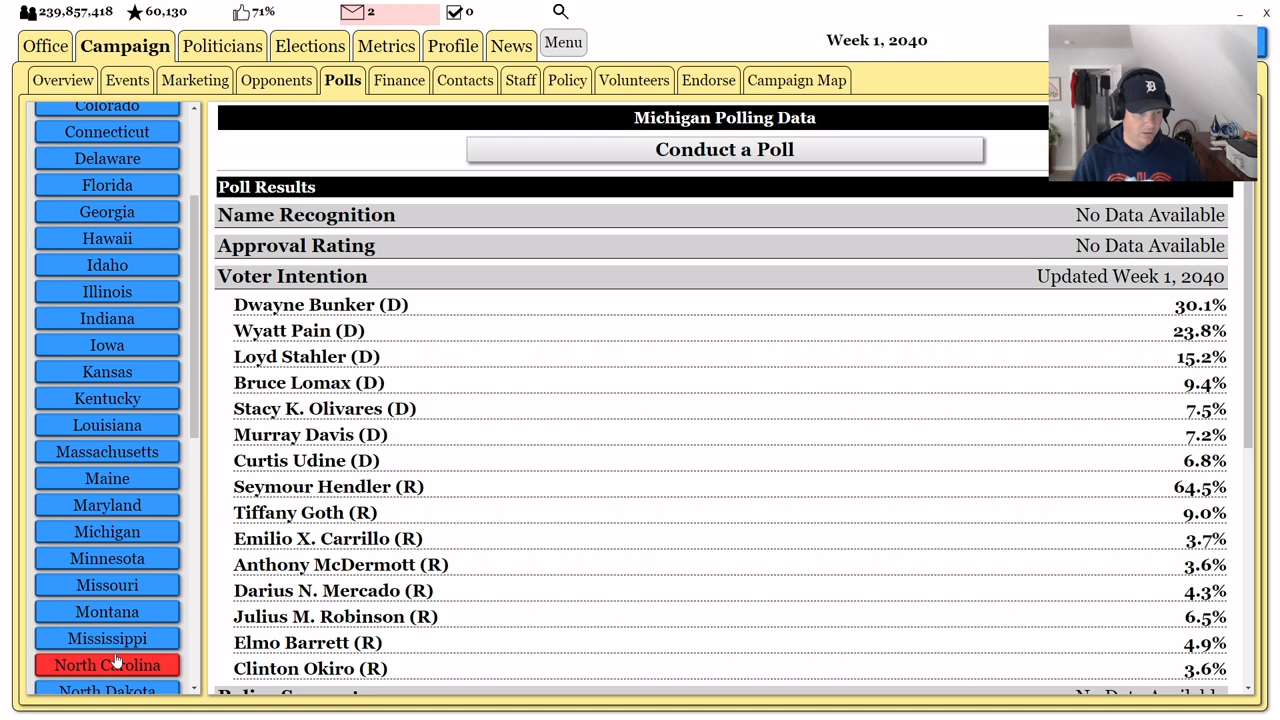 239,857,418 60,130 71% 2 0
Office Campaign Politicians Elections Metrics Profile News Menu Week 1, 2040
_ X
Overview Events Marketing Opponents Polls Finance Contacts Staff Policy Volunteers Endorse Campaign Map
Colorado
Connecticut
Delaware
Florida
Georgia
Hawaii
Idaho
Illinois
Indiana
Iowa
Kansas
Kentucky
Louisiana
Massachusetts
Maine
Maryland
Michigan
Minnesota
Missouri
Montana
Mississippi
North Carolina
North Dakota
Michigan Polling Data
Conduct a Poll
Poll Results
Name Recognition No Data Available
Approval Rating No Data Available
Voter Intention Updated Week 1, 2040
Dwayne Bunker (D) 30.1%
Wyatt Pain (D) 23.8%
Loyd Stahler (D) 15.2%
Bruce Lomax (D) 9.4%
Stacy K. Olivares (D) 7.5%
Murray Davis (D) 7.2%
Curtis Udine (D) 6.8%
Seymour Hendler (R) 64.5%
Tiffany Goth (R) 9.0%
Emilio X. Carrillo (R) 3.7%
Anthony McDermott (R) 3.6%
Darius N. Mercado (R) 4.3%
Julius M. Robinson (R) 6.5%
Elmo Barrett (R) 4.9%
Clinton Okiro (R) 3.6%
No Data Available